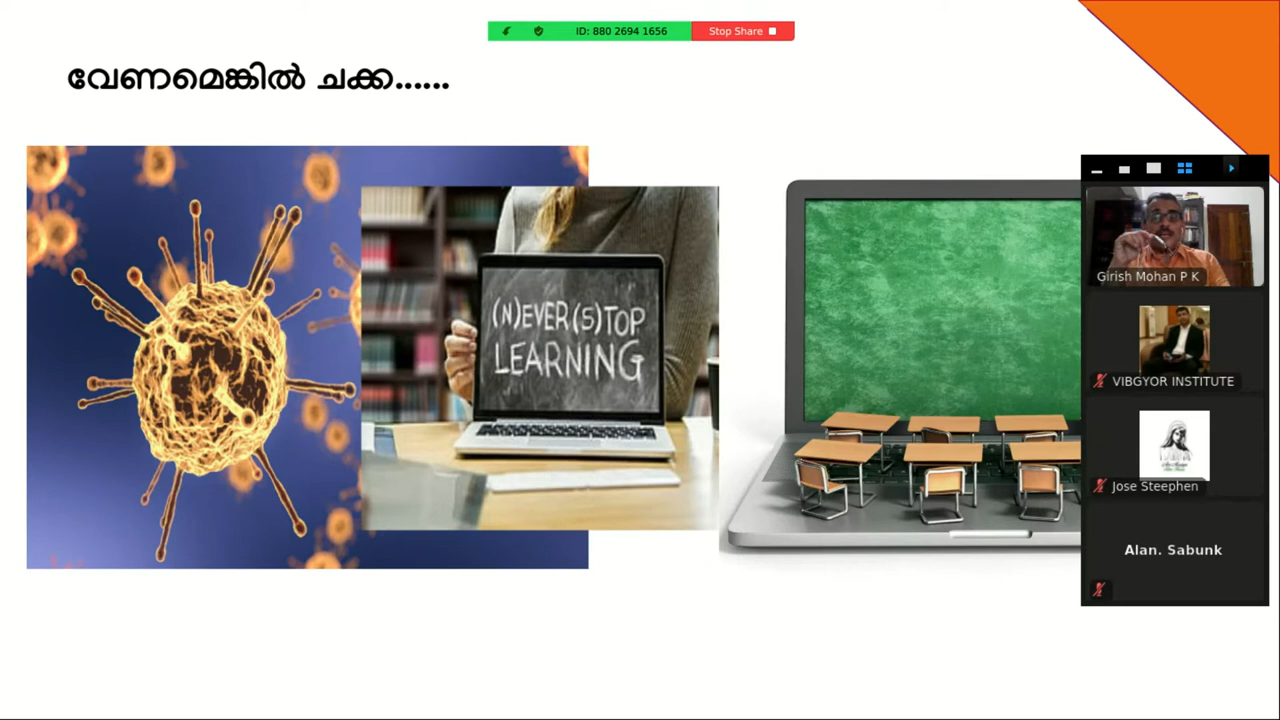 ID: 880 2694 1656
Stop Share
വേണമെങ്കിൽ ചക്ക......
(N)EVER(S)TOP
LEARNING
Girish Mohan P K
VIBGYOR INSTITUTE
Jose Steephen
Alan. Sabunk